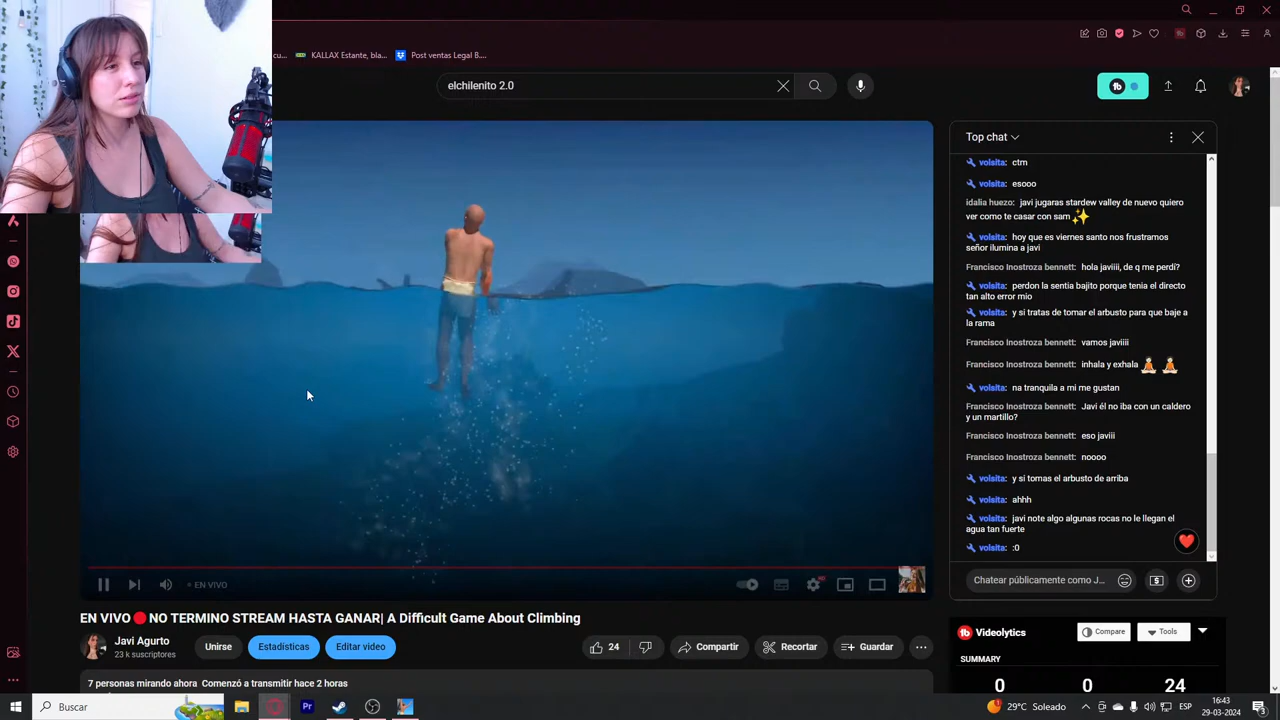 cu...
KALLAX Estante, bla...
Post ventas Legal B....
elchilenito 2.0
Top chat
volsita: ctm
volsita: esooo
idalia huezo: javi jugaras stardew valley de nuevo quiero
ver como te casar con sam
volsita: hoy que es viernes santo nos frustramos
señor ilumina a javi
Francisco Inostroza bennett: hola javiiii, de q me perdí?
volsita: perdon la sentia bajito porque tenia el directo
tan alto error mio
volsita: y si tratas de tomar el arbusto para que baje a
la rama
Francisco Inostroza bennett: vamos javiiii
Francisco Inostroza bennett: inhala y exhala
volsita: na tranquila a mi me gustan
Francisco Inostroza bennett: Javi él no iba con un caldero
y un martillo?
Francisco Inostroza bennett: eso javiii
Francisco Inostroza bennett: noooo
volsita: y si tomas el arbusto de arriba
volsita: ahhh
volsita: javi note algo algunas rocas no le llegan el
agua tan fuerte
volsita: :0
Chatear públicamente como J...
EN VIVO
EN VIVO🔴NO TERMINO STREAM HASTA GANAR| A Difficult Game About Climbing
Javi Agurto
23 k suscriptores
Unirse
Estadísticas
Editar video
24
Compartir
Recortar
Guardar
7 personas mirando ahora Comenzó a transmitir hace 2 horas
Videolytics
Compare
Tools
SUMMARY
0
0
24
Buscar
Pr
29°C Soleado
ESP
16:43
29-03-2024
3